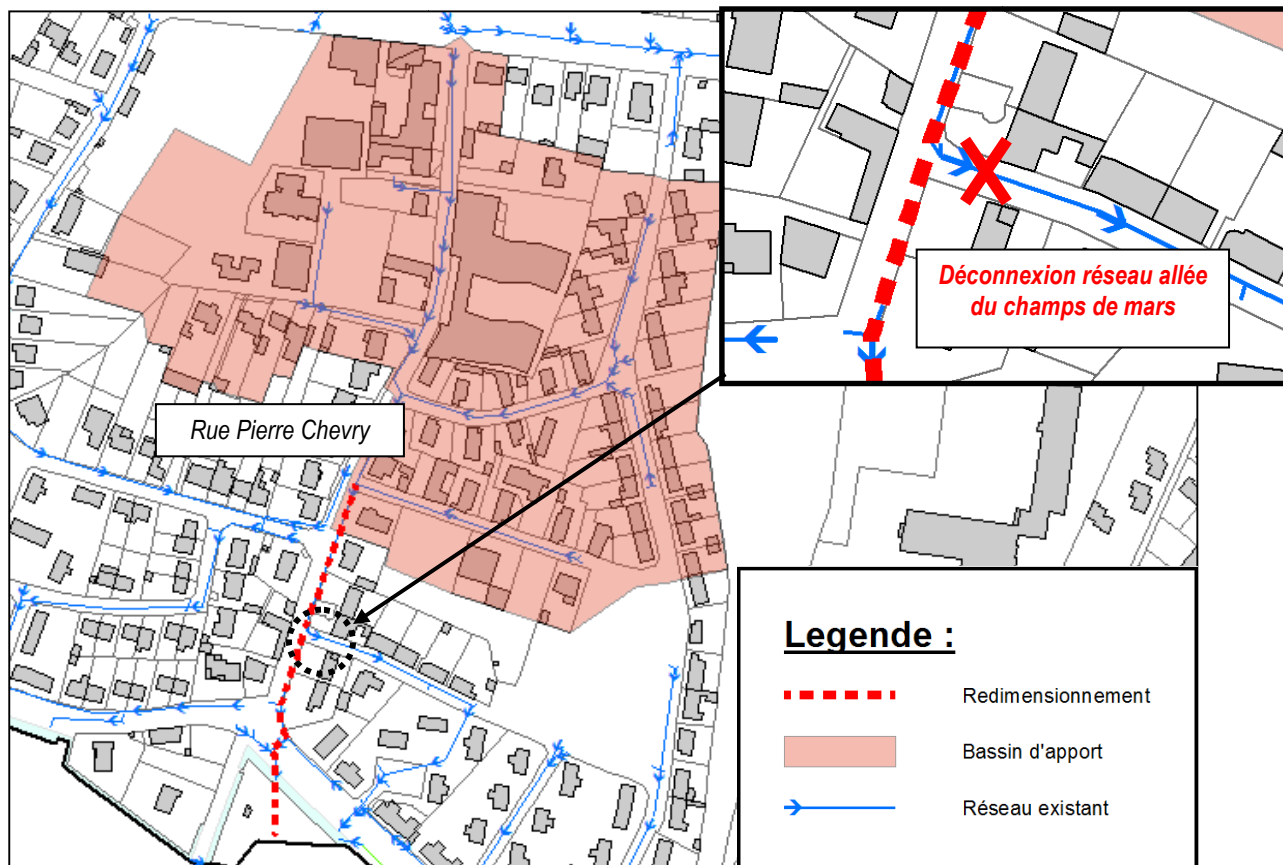 Déconnexion réseau allée
du champs de mars
Rue Pierre Chevry
Legende :
Redimensionnement
Bassin d'apport
Réseau existant